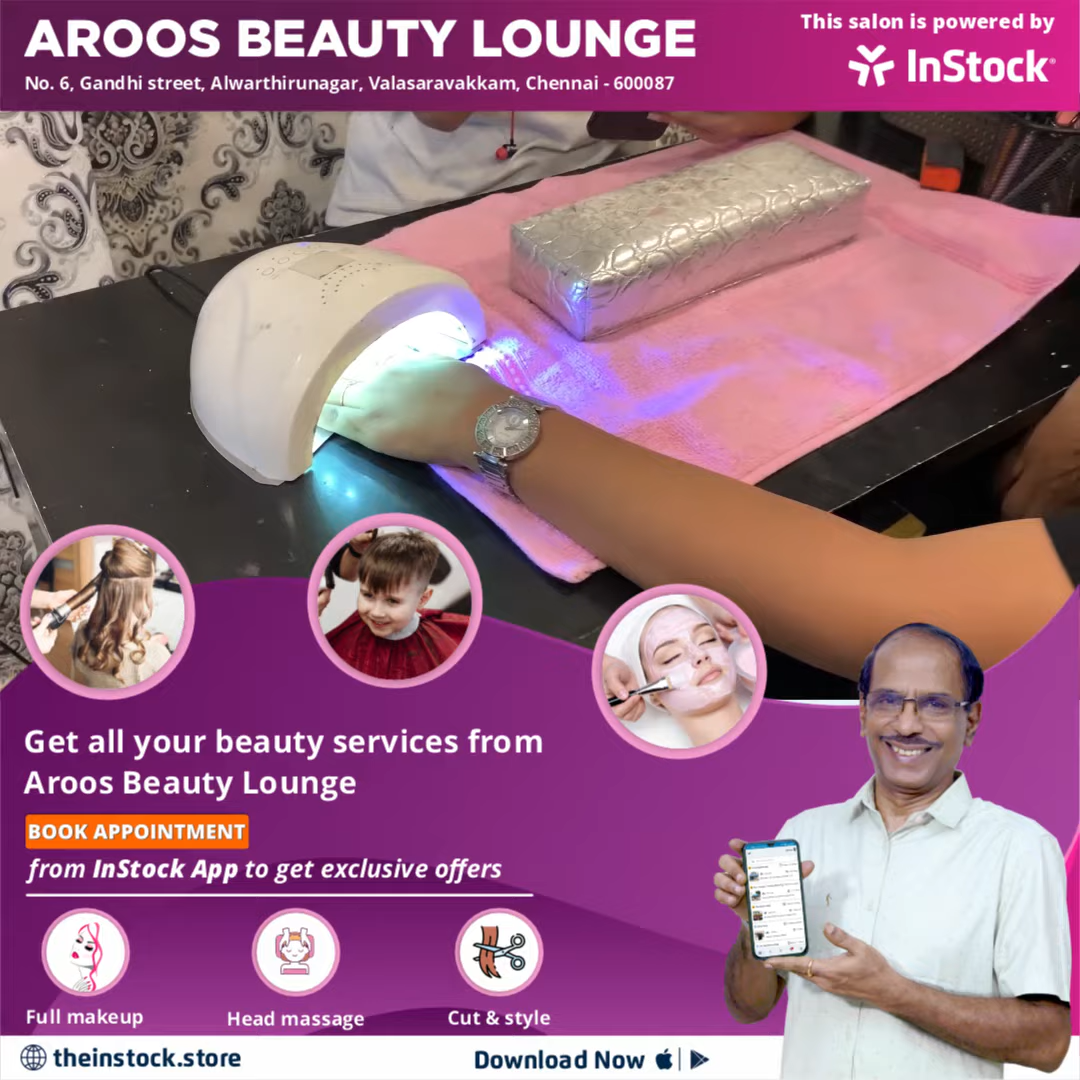 AROOS BEAUTY LOUNGE
No. 6, Gandhi street, Alwarthirunagar, Valasaravakkam, Chennai - 600087
This salon is powered by
InStock®
Get all your beauty services from
Aroos Beauty Lounge
BOOK APPOINTMENT
from InStock App to get exclusive offers
Full makeup
Head massage
Cut & style
theinstock.store
Download Now